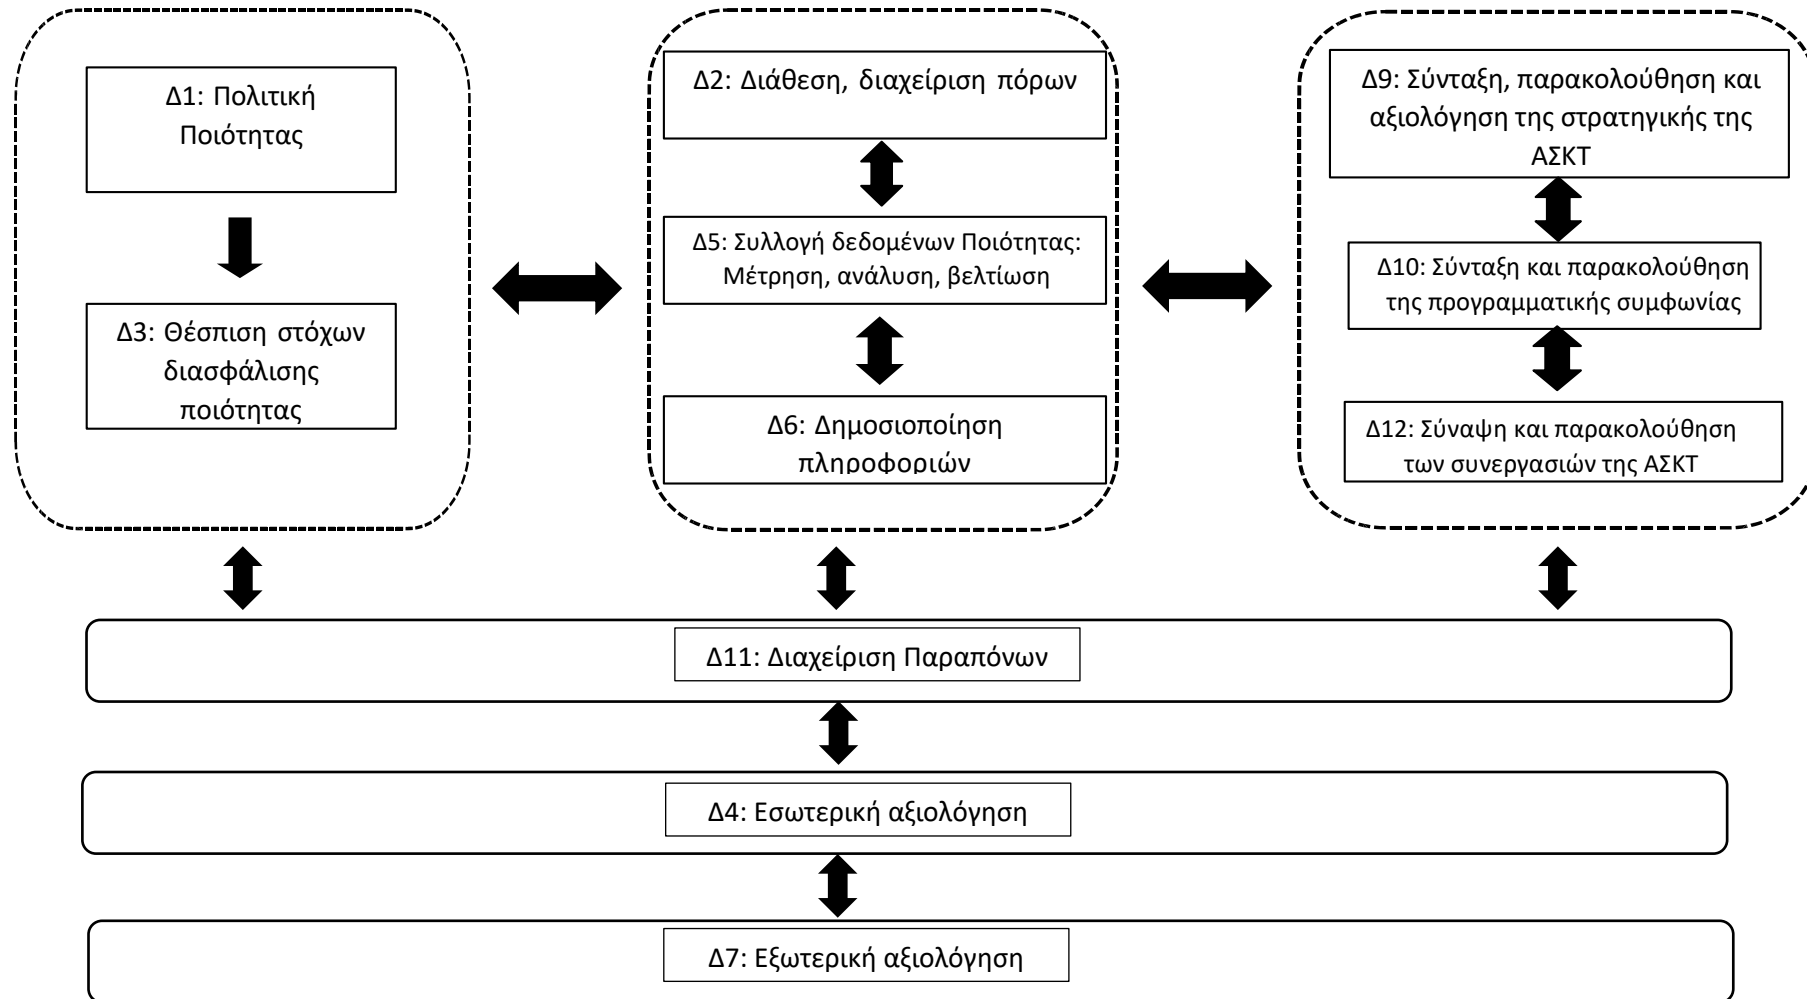 Δ1: Πολιτική
Ποιότητας
Δ3: Θέσπιση στόχων
διασφάλισης
ποιότητας
Δ2: Διάθεση, διαχείριση πόρων
Δ5: Συλλογή δεδομένων Ποιότητας:
Μέτρηση, ανάλυση, βελτίωση
Δ6: Δημοσιοποίηση
πληροφοριών
Δ9: Σύνταξη, παρακολούθηση και
αξιολόγηση της στρατηγικής της
ΑΣΚΤ
Δ10: Σύνταξη και παρακολούθηση
της προγραμματικής συμφωνίας
Δ12: Σύναψη και παρακολούθηση
των συνεργασιών της ΑΣΚΤ
Δ11: Διαχείριση Παραπόνων
Δ4: Εσωτερική αξιολόγηση
Δ7: Εξωτερική αξιολόγηση